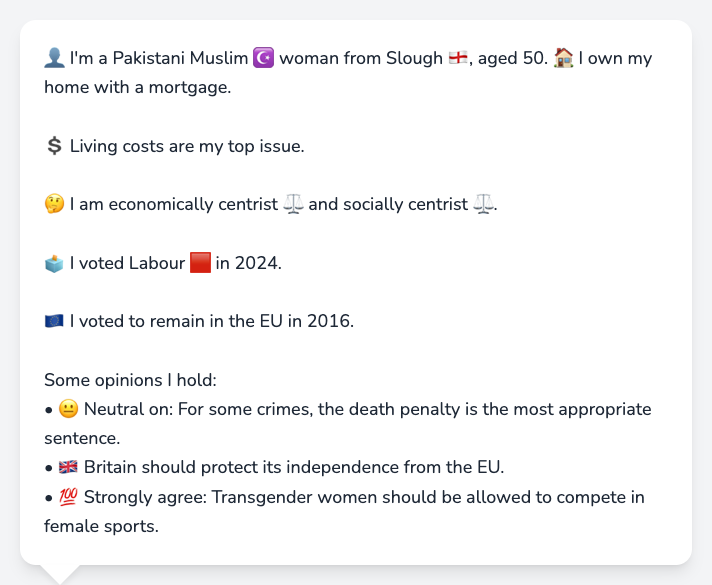 👤 I'm a Pakistani Muslim ☪️ woman from Slough 🏴󠁧󠁢󠁥󠁮󠁧󠁿, aged 50. 🏠 I own my
home with a mortgage.
💲 Living costs are my top issue.
🤔 I am economically centrist ⚖️ and socially centrist ⚖️.
🗳️ I voted Labour 🟥 in 2024.
🇪🇺 I voted to remain in the EU in 2016.
Some opinions I hold:
• 😐 Neutral on: For some crimes, the death penalty is the most appropriate
sentence.
• 🇬🇧 Britain should protect its independence from the EU.
• 💯 Strongly agree: Transgender women should be allowed to compete in
female sports.